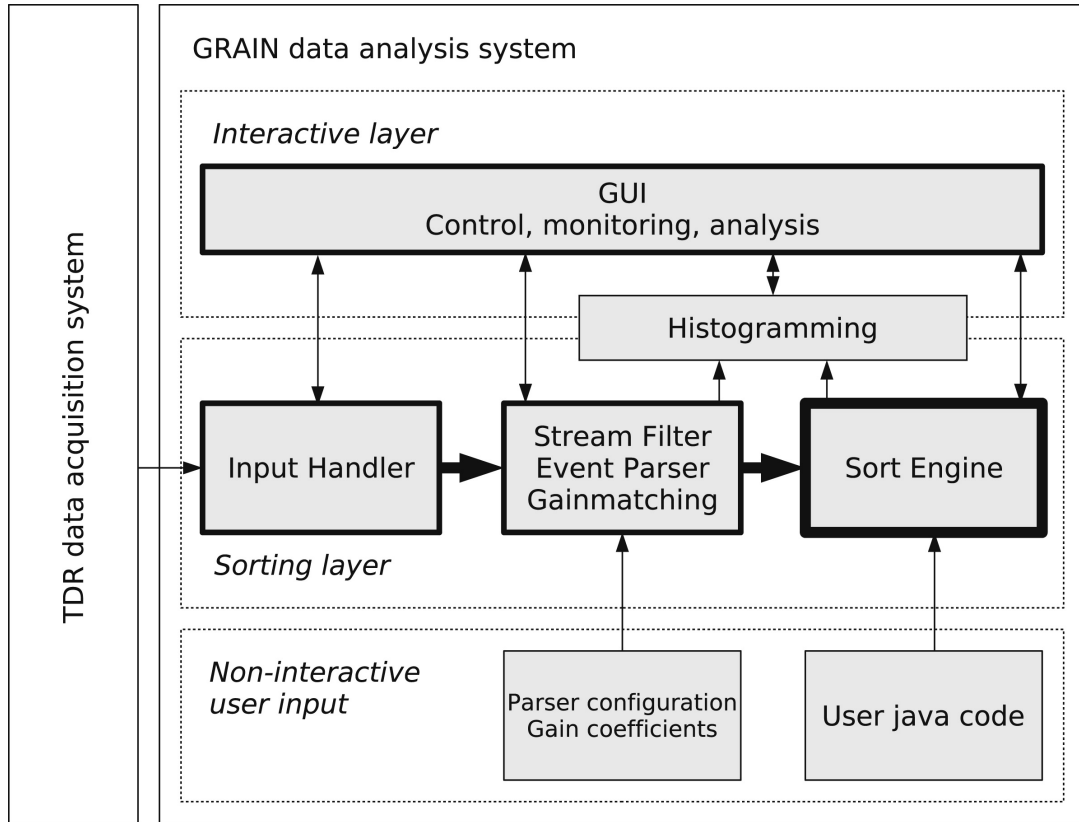 TDR data acquisition system
GRAIN data analysis system
Interactive layer
GUI
Control, monitoring, analysis
Histogramming
Input Handler
Stream Filter
Event Parser
Gainmatching
Sort Engine
Sorting layer
Non-interactive
user input
Parser configuration
Gain coefficients
User java code